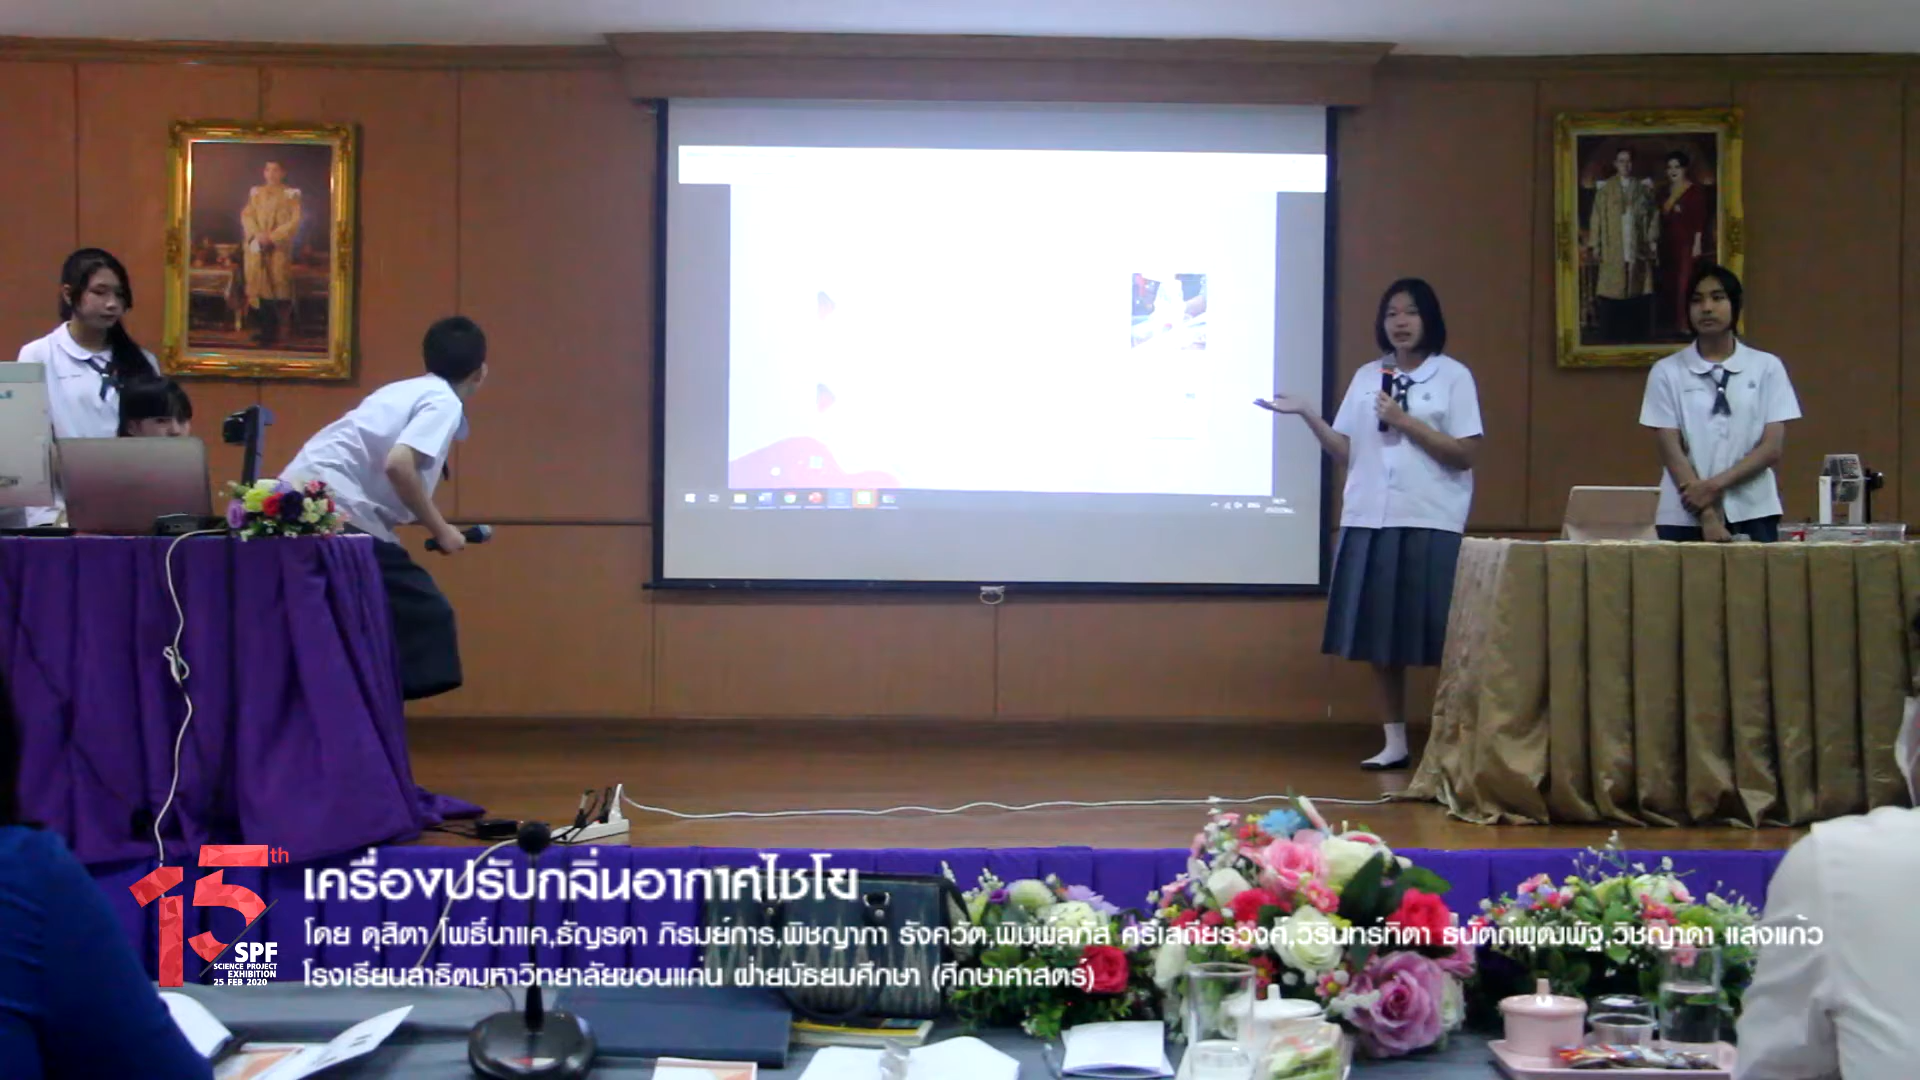 15th
SPF
SCIENCE PROJECT
EXHIBITION
25 FEB 2020
เครื่องปรับกลิ่นอากาศไชโย
โดย ดุสิตา โพธิ์นาแค,ธัญรดา ภิรมย์การ,พิชญาภา รังควัต,พิมพ์ลภัส ศรีเสถียรวงศ์,วิรินทร์ทิตา ธนัตถ์พุฒพัฐ,วิชญาดา แสงแก้ว
โรงเรียนสาธิตมหาวิทยาลัยขอนแก่น ฝ่ายมัธยมศึกษา (ศึกษาศาสตร์)